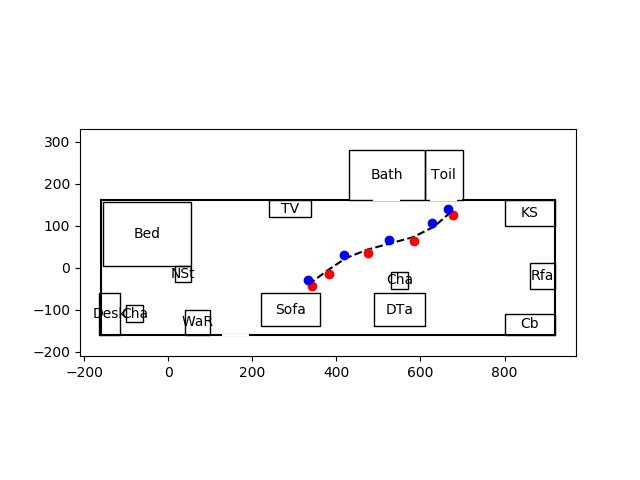 300
200
100
0
−100
−200
Bath
Toil
TV
KS
Bed
NSt
Cha
Rfa
Desk
Cha
WaR
Sofa
DTa
Cb
−200
0
200
400
600
800